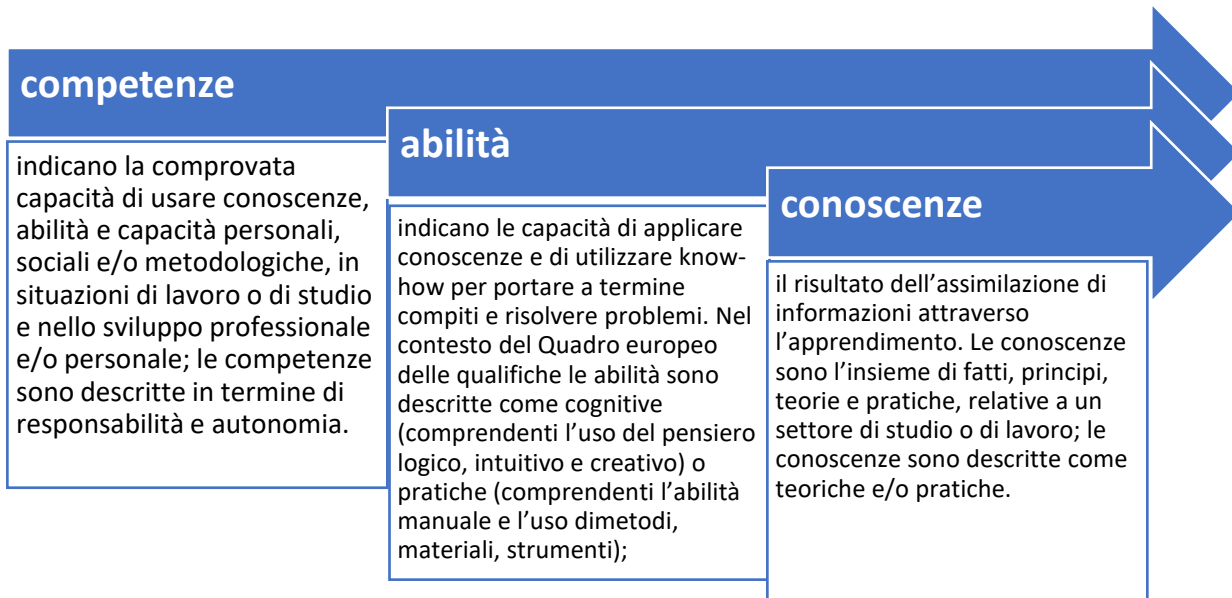 competenze
indicano la comprovata
capacità di usare conoscenze,
abilità e capacità personali,
sociali e/o metodologiche, in
situazioni di lavoro o di studio
e nello sviluppo professionale
e/o personale; le competenze
sono descritte in termine di
responsabilità e autonomia.
abilità
indicano le capacità di applicare
conoscenze e di utilizzare know-
how per portare a termine
compiti e risolvere problemi. Nel
contesto del Quadro europeo
delle qualifiche le abilità sono
descritte come cognitive
(comprendenti l’uso del pensiero
logico, intuitivo e creativo) o
pratiche (comprendenti l’abilità
manuale e l’uso dimetodi,
materiali, strumenti);
conoscenze
il risultato dell’assimilazione di
informazioni attraverso
l’apprendimento. Le conoscenze
sono l’insieme di fatti, principi,
teorie e pratiche, relative a un
settore di studio o di lavoro; le
conoscenze sono descritte come
teoriche e/o pratiche.